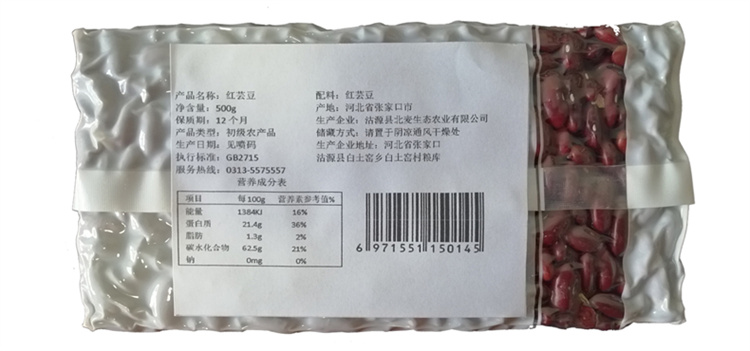 产品名称：红芸豆
净含量：500g
保质期：12个月
产品类型：初级农产品
生产日期：见喷码
执行标准：GB2715
服务热线：0313-5575557
配料：红芸豆
产地：河北省张家口市
生产企业：沽源县北麦生态农业有限公司
储藏方式：请置于阴凉通风干燥处
生产企业地址：河北省张家口
沽源县白土窑乡白土窑村粮库
营养成分表
项目 每100g 营养素参考值%
能量 1384KJ 16%
蛋白质 21.4g 36%
脂肪 1.3g 2%
碳水化合物 62.5g 21%
钠 0mg 0%
6 971551 150145